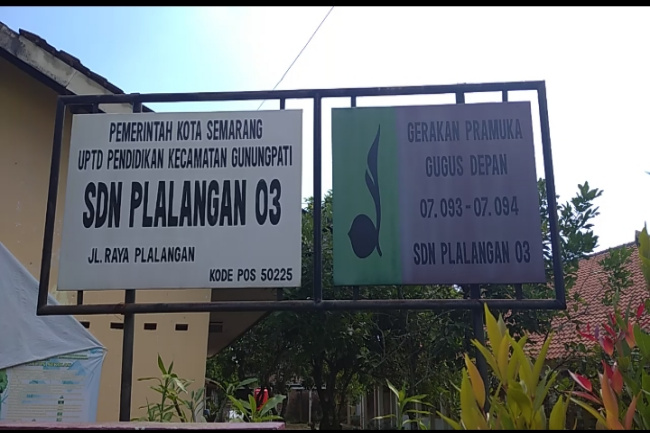 PEMERINTAH KOTA SEMARANG
UPTD PENDIDIKAN KECAMATAN GUNUNGPATI
SDN PLALANGAN 03
JL. RAYA PLALANGAN
KODE POS 50225
GERAKAN PRAMUKA
GUGUS DEPAN
07.093 - 07.094
SDN PLALANGAN 03